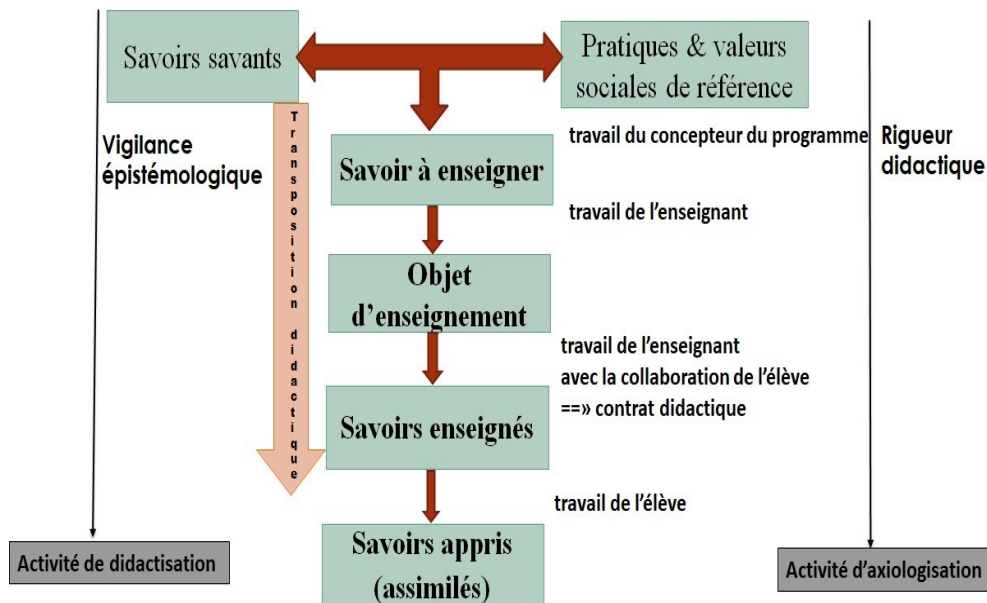 Savoirs savants
Pratiques & valeurs
sociales de référence
Transposition didactique
Vigilance
épistémologique
travail du concepteur du programme
Rigueur
didactique
Savoir à enseigner
travail de l’enseignant
Objet
d’enseignement
travail de l’enseignant
avec la collaboration de l’élève
==» contrat didactique
Savoirs enseignés
travail de l’élève
Savoirs appris
(assimilés)
Activité de didactisation
Activité d’axiologisation